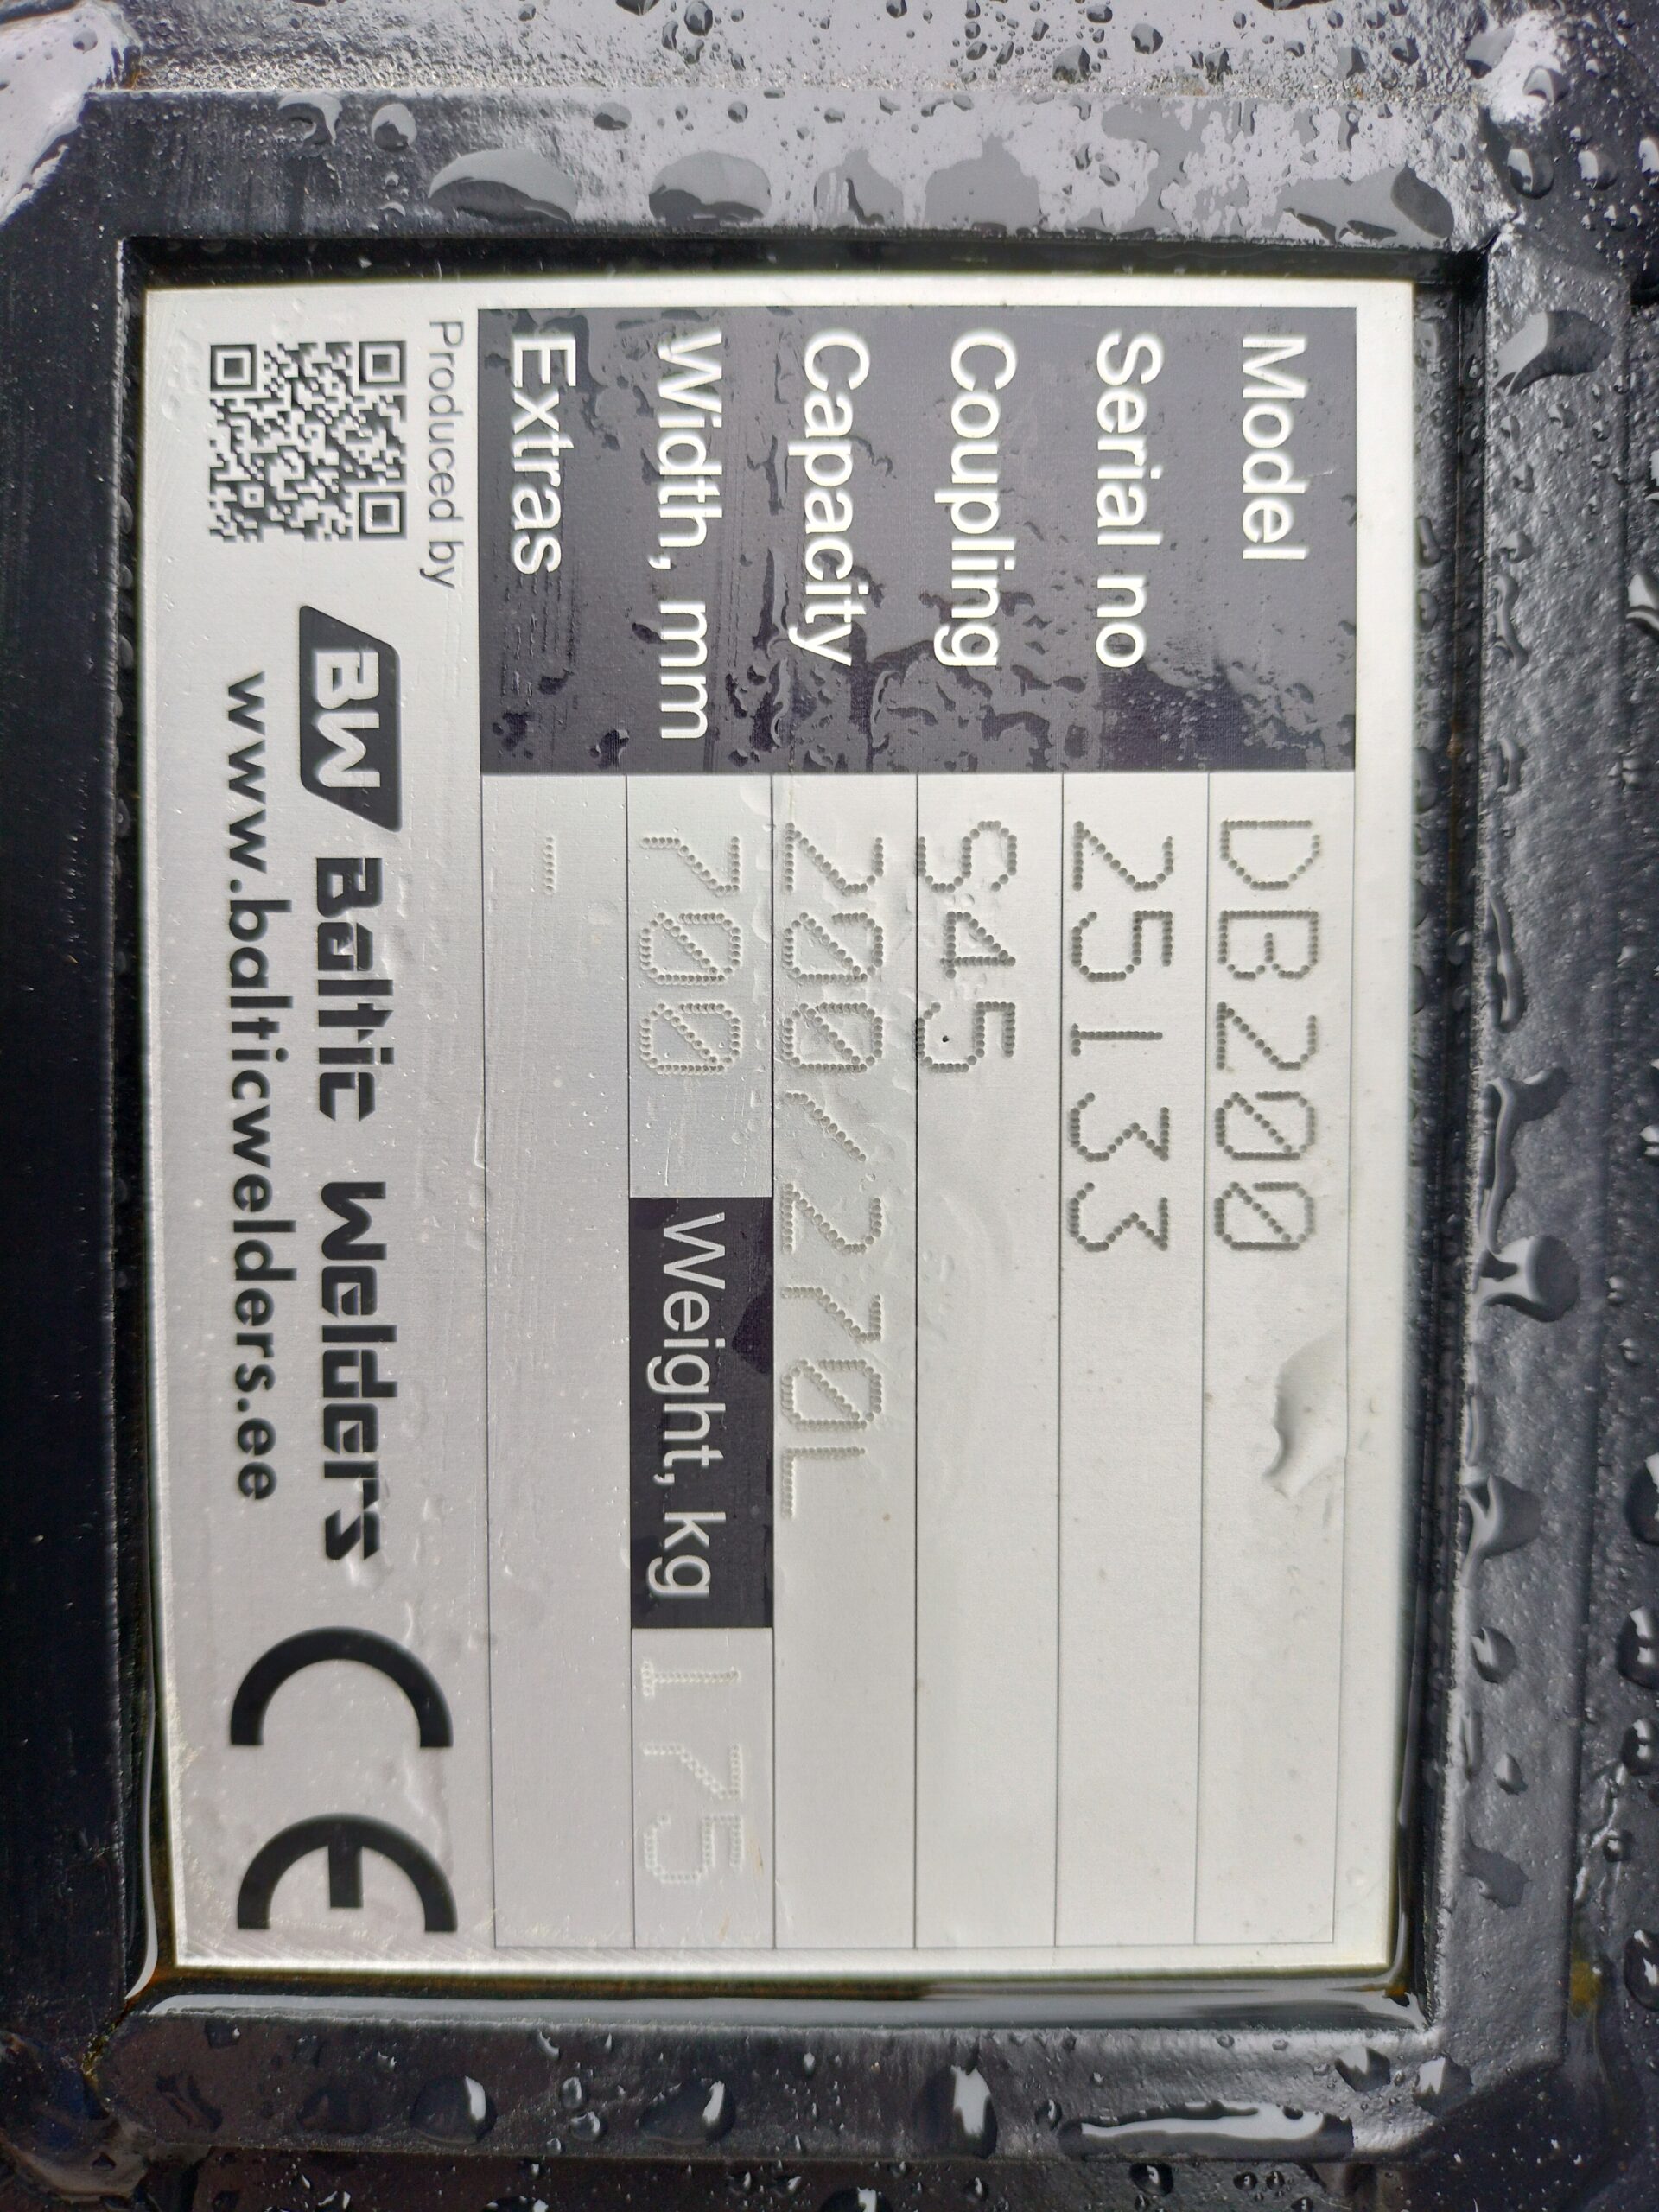 Model DB200
Serial no 25133
Coupling S45
Capacity 200/270L
Width, mm 700 Weight, kg 175
Extras -
Produced by
BW Baltic Welders
www.balticwelders.ee
CE